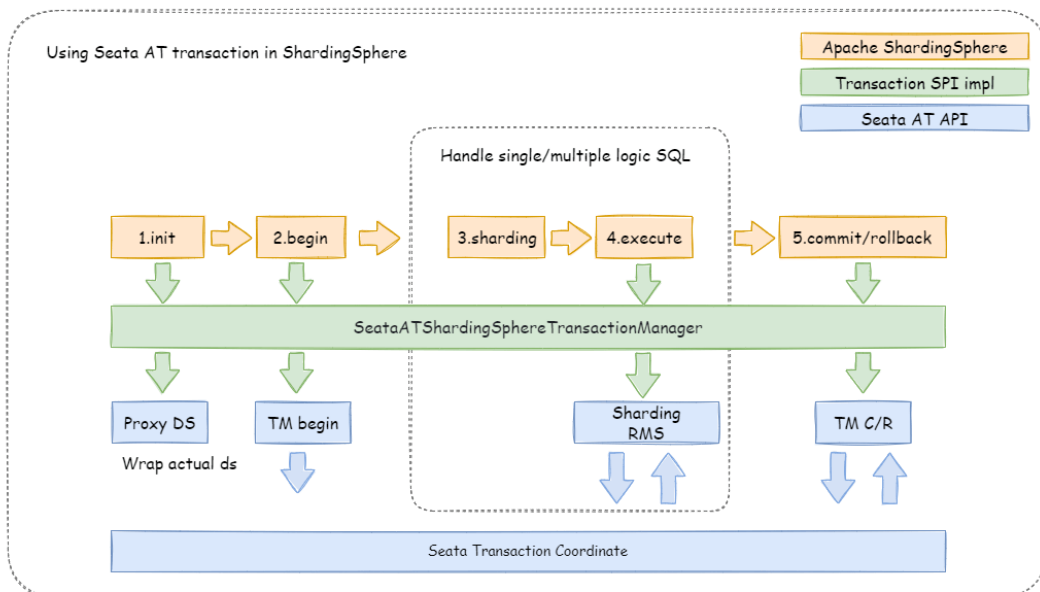 Using Seata AT transaction in ShardingSphere
Apache ShardingSphere
Transaction SPI impl
Seata AT API
Handle single/multiple logic SQL
1.init
2.begin
3.sharding
4.execute
5.commit/rollback
SeataATShardingSphereTransactionManager
Proxy DS
TM begin
Sharding
RMS
TM C/R
Wrap actual ds
Seata Transaction Coordinate